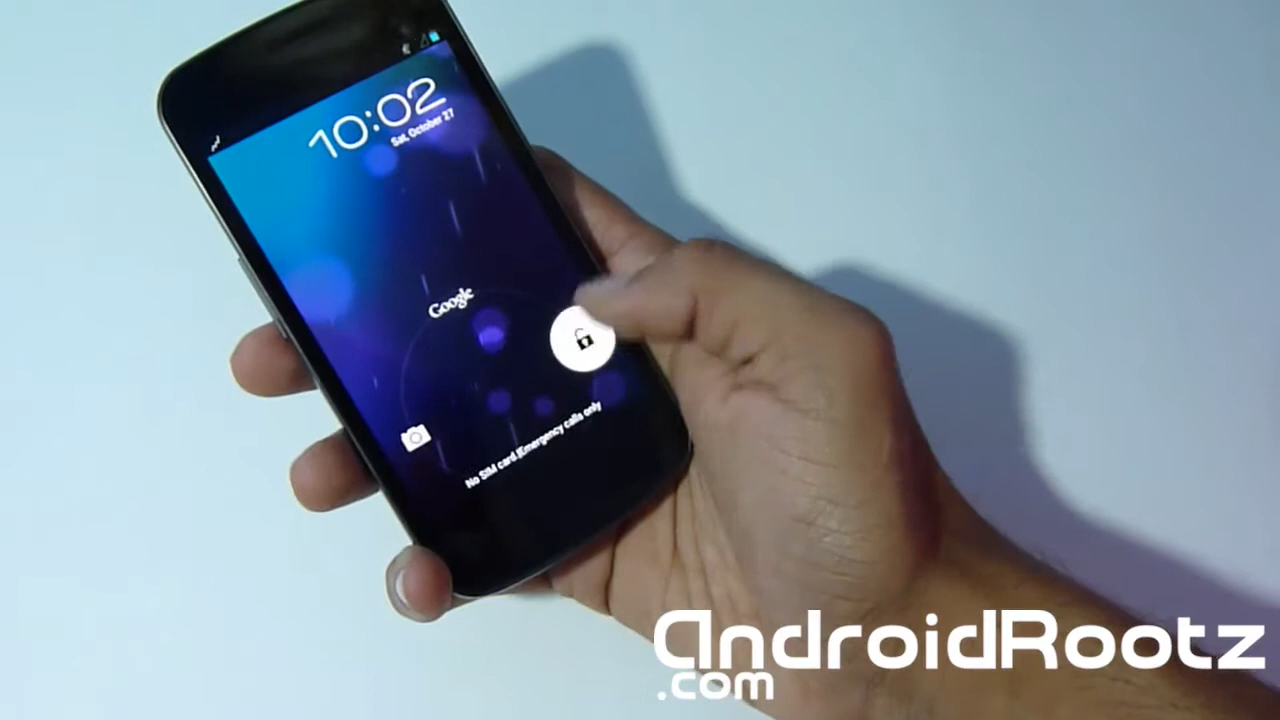 10:02
Sat, October 27
Google
No SIM card.|Emergency calls only
AndroidRootz
.com